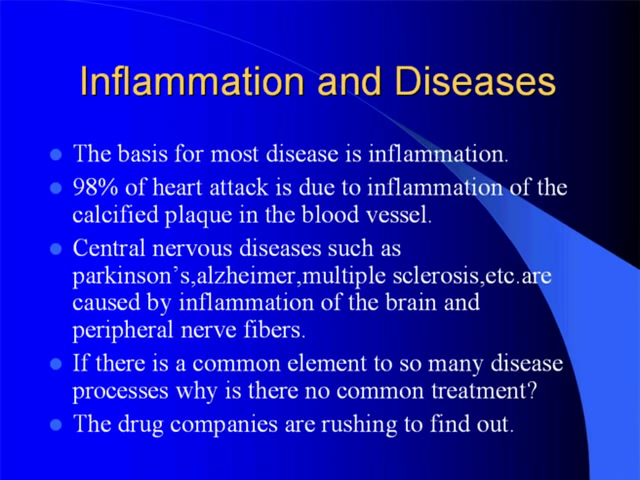 Inflammation and Diseases
The basis for most disease is inflammation.
98% of heart attack is due to inflammation of the
calcified plaque in the blood vessel.
Central nervous diseases such as
parkinson's,alzheimer,multiple sclerosis,etc.are
caused by inflammation of the brain and
peripheral nerve fibers.
If there is a common element to so many disease
processes why is there no common treatment?
The drug companies are rushing to find out.